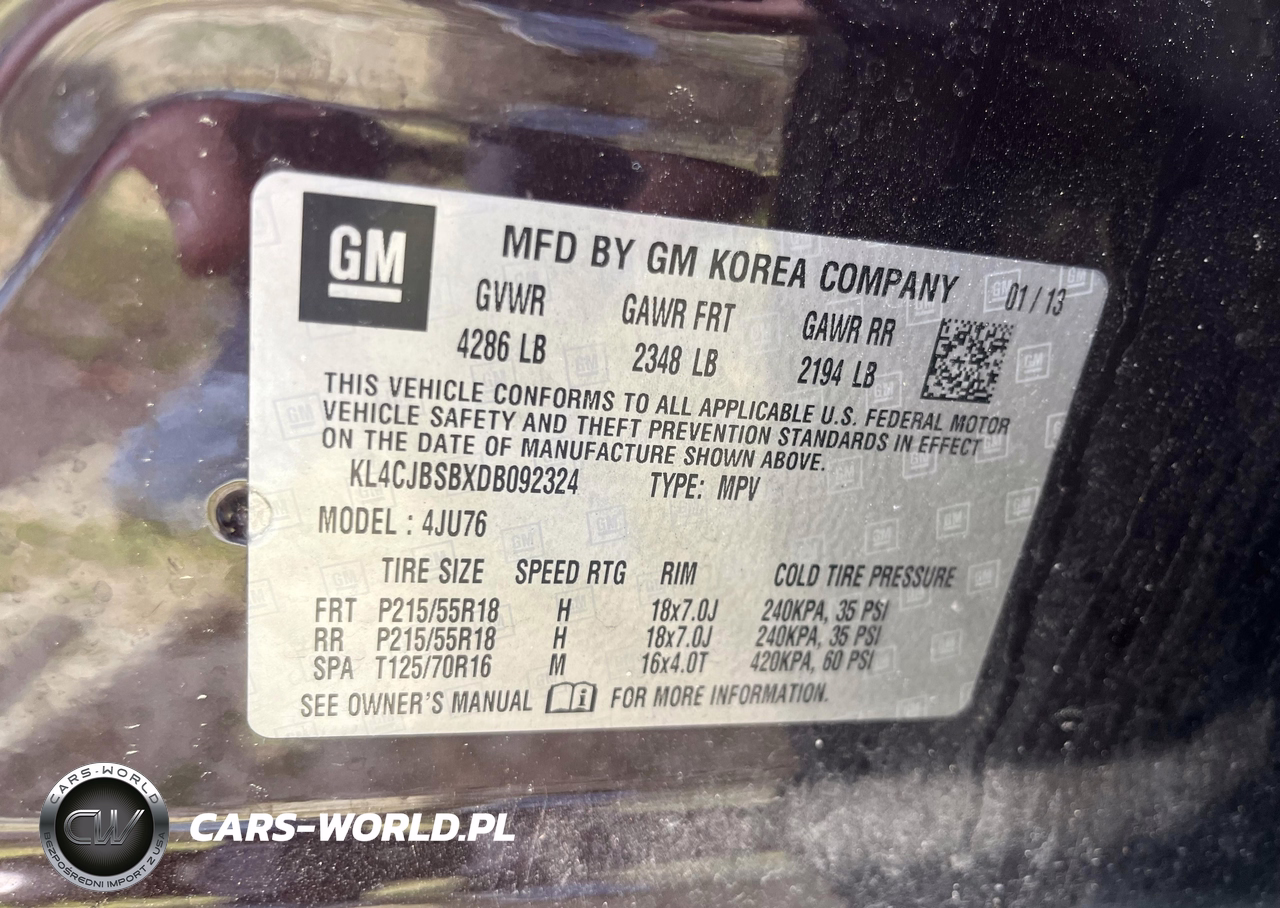 GM
MFD BY GM KOREA COMPANY
01 / 13
GVWR GAWR FRT GAWR RR
4286 LB 2348 LB 2194 LB
THIS VEHICLE CONFORMS TO ALL APPLICABLE U.S. FEDERAL MOTOR
VEHICLE SAFETY AND THEFT PREVENTION STANDARDS IN EFFECT
ON THE DATE OF MANUFACTURE SHOWN ABOVE.
KL4CJBSBXDB092324 TYPE: MPV
MODEL : 4JU76
TIRE SIZE SPEED RTG RIM COLD TIRE PRESSURE
FRT P215/55R18 H 18x7.0J 240KPA, 35 PSI
RR P215/55R18 H 18x7.0J 240KPA, 35 PSI
SPA T125/70R16 M 16x4.0T 420KPA, 60 PSI
SEE OWNER'S MANUAL i FOR MORE INFORMATION.
CARS-WORLD
CW
BEZPOŚREDNI IMPORT Z USA
CARS-WORLD.PL